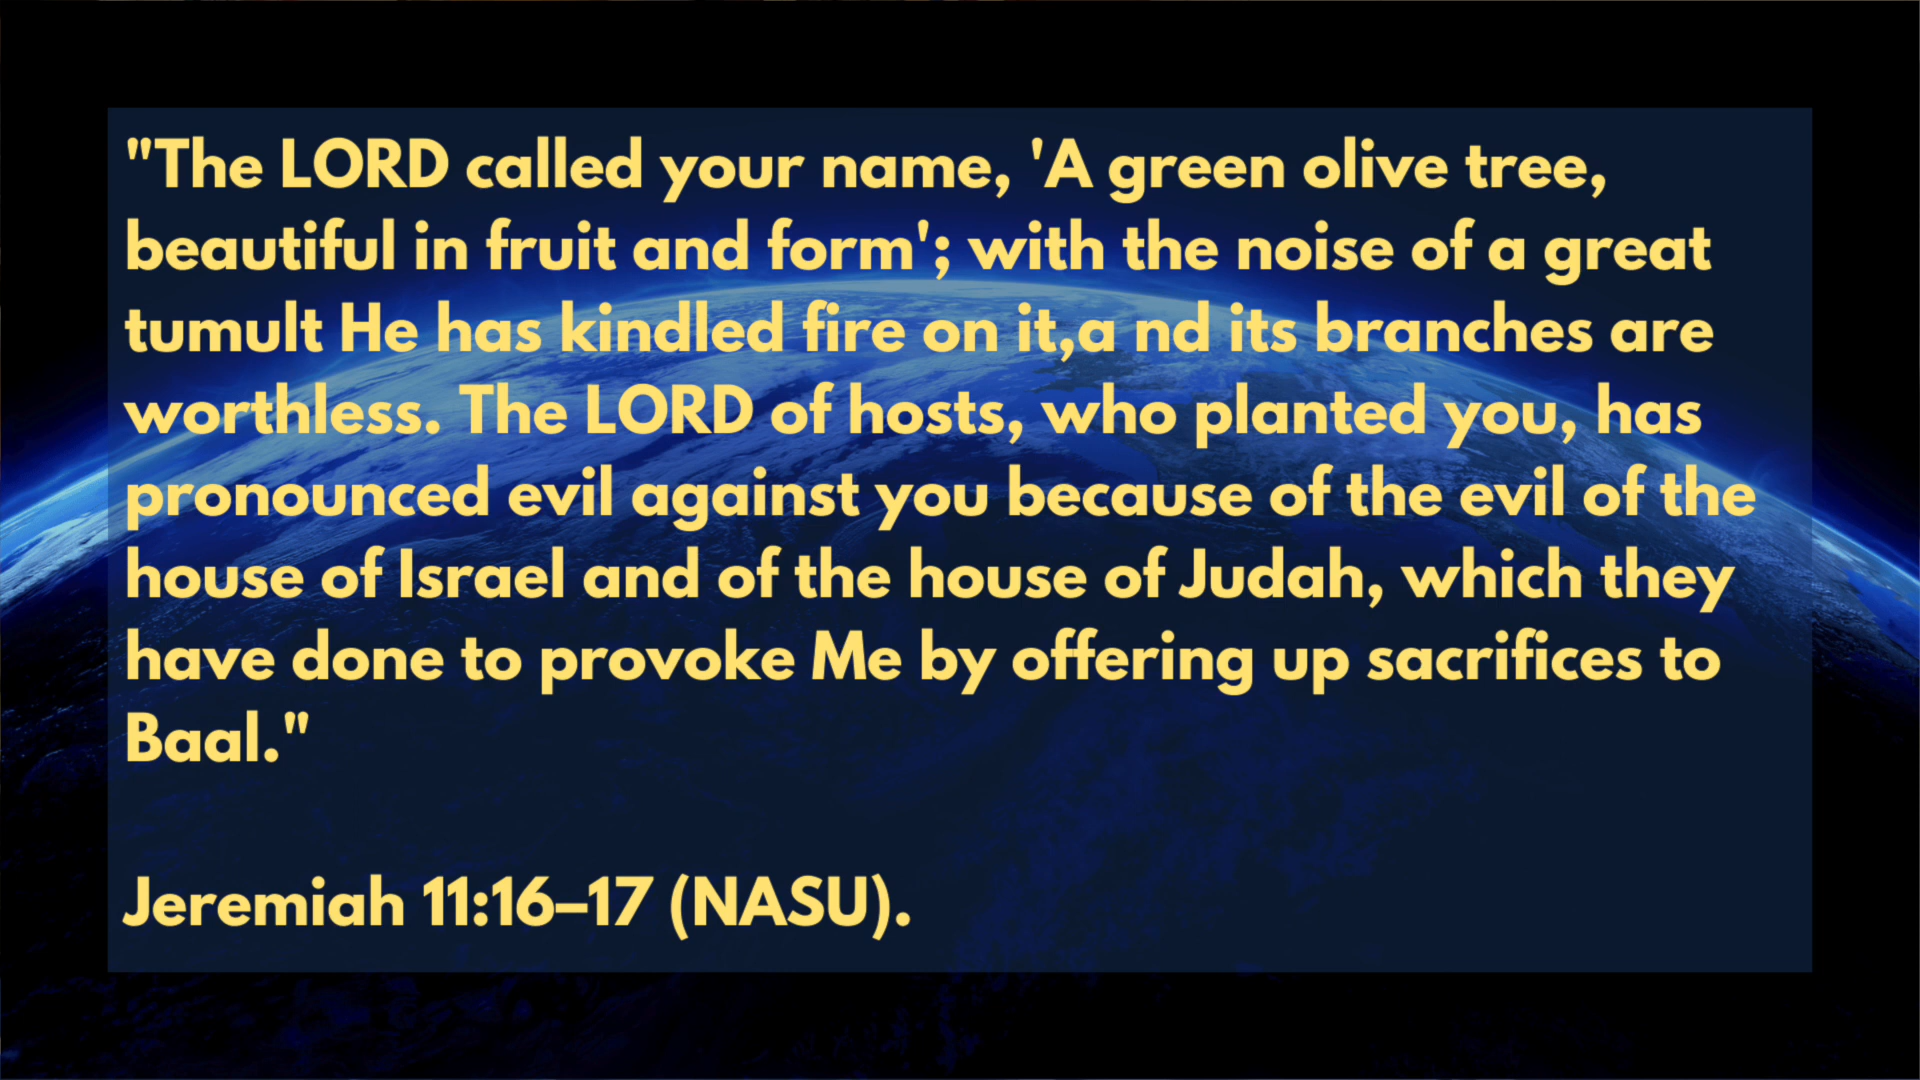 "The LORD called your name, 'A green olive tree,
beautiful in fruit and form'; with the noise of a great
tumult He has kindled fire on it,a nd its branches are
worthless. The LORD of hosts, who planted you, has
pronounced evil against you because of the evil of the
house of Israel and of the house of Judah, which they
have done to provoke Me by offering up sacrifices to
Baal."
Jeremiah 11:16–17 (NASU).